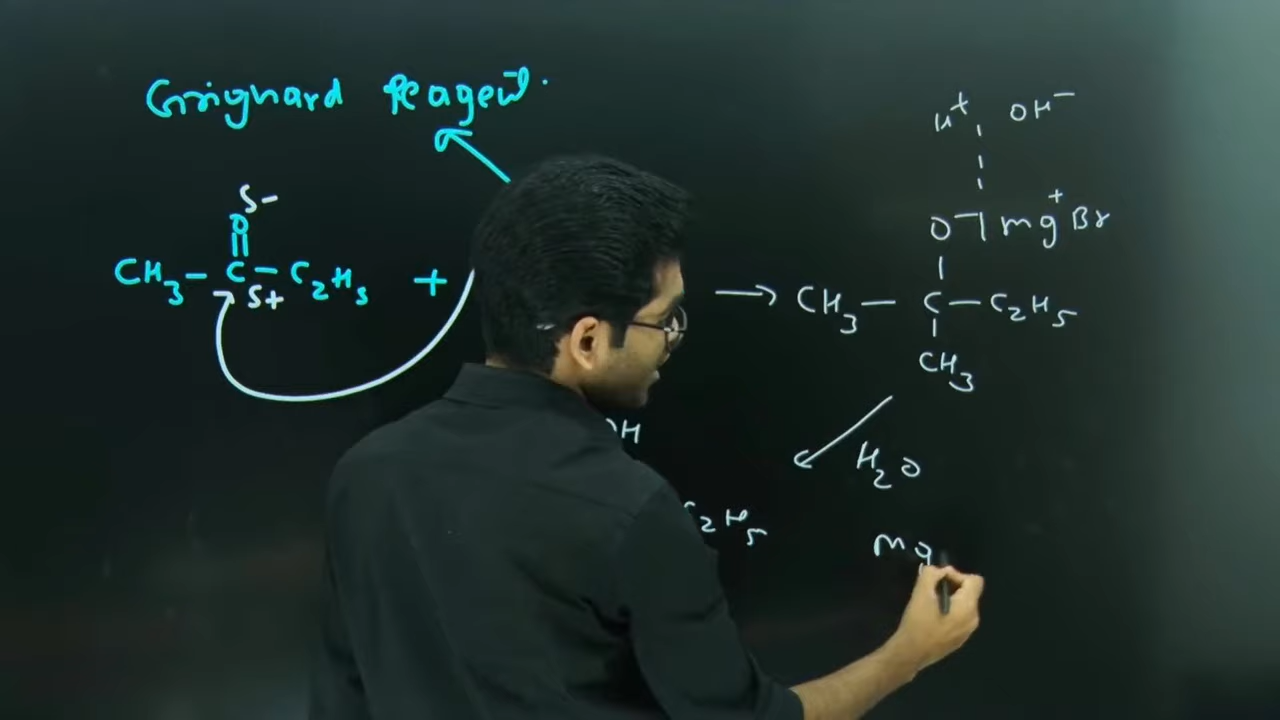 Grignard Reagent.
H+ OH-
S-
O
O- mg+ Br
CH3 - C - C2H5 +
S+
CH3 - C - C2H5
CH3
OH
H2O
C2H5
mg